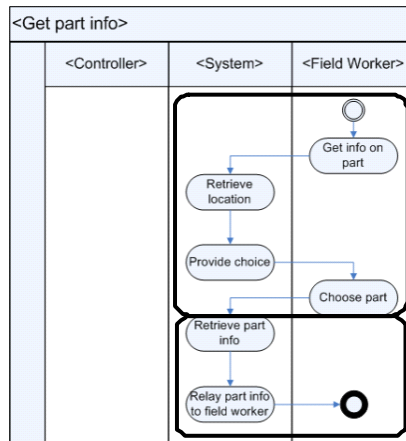 <Get part info>
<Controller>
<System>
<Field Worker>
Get info on
part
Retrieve
location
Provide choice
Choose part
Retrieve part
info
Relay part info
to field worker